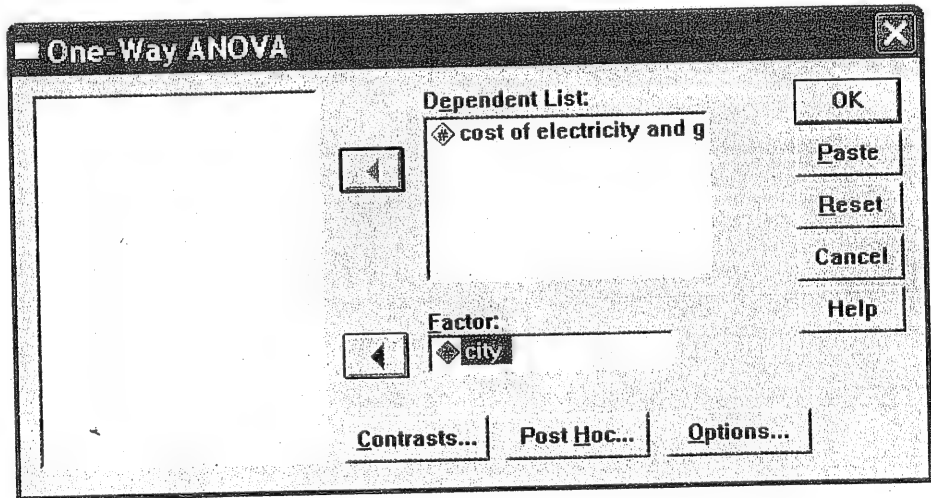 One-Way ANOVA
Dependent List:
cost of electricity and g
Factor:
city
OK
Paste
Reset
Cancel
Help
Contrasts...
Post Hoc...
Options...